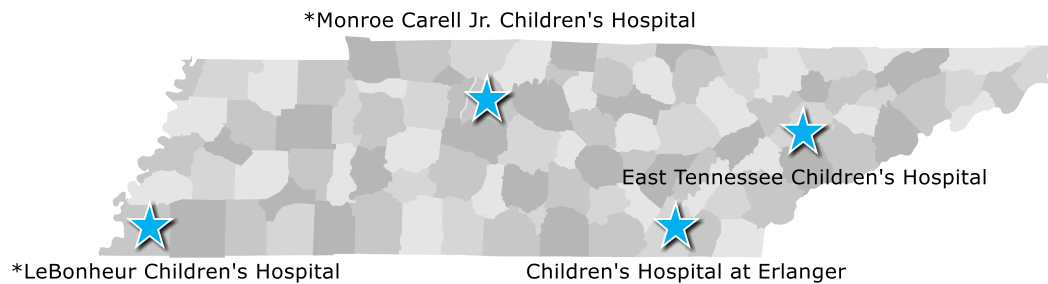 *Monroe Carell Jr. Children's Hospital
East Tennessee Children's Hospital
*LeBonheur Children's Hospital
Children's Hospital at Erlanger